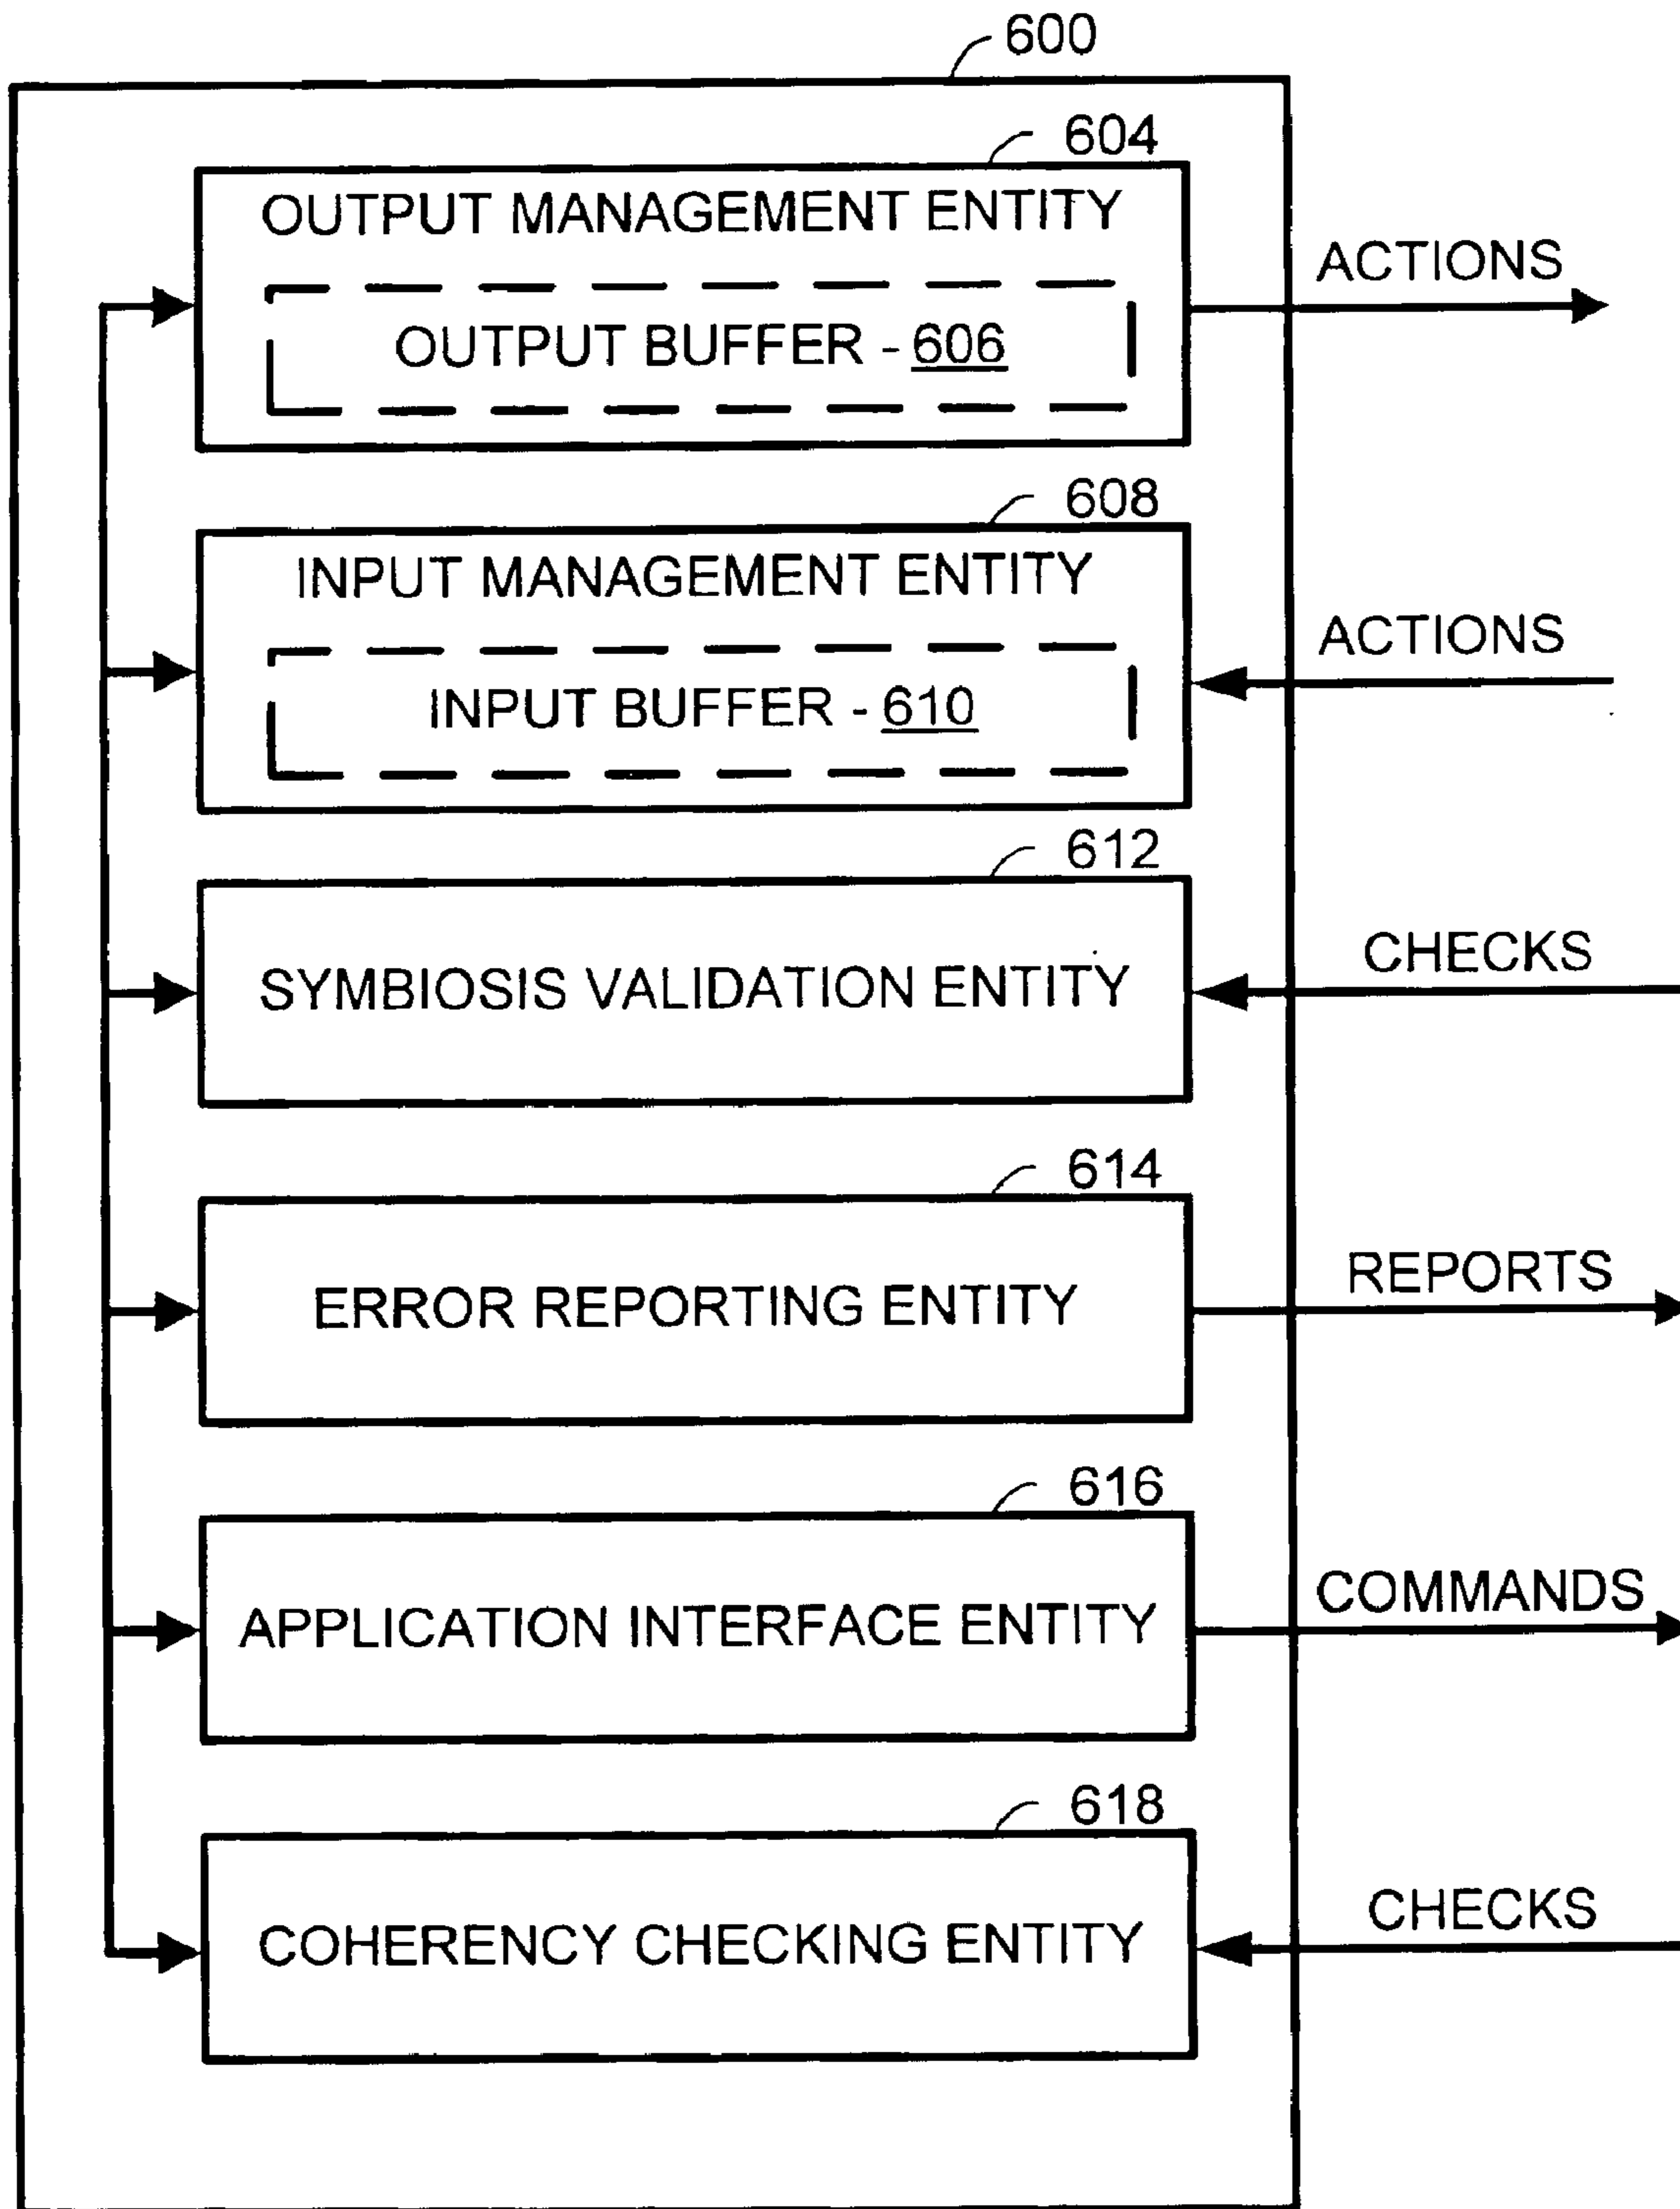 600
604
OUTPUT MANAGEMENT ENTITY
ACTIONS
OUTPUT BUFFER - 606
608
INPUT MANAGEMENT ENTITY
ACTIONS
INPUT BUFFER - 610
612
CHECKS
SYMBIOSIS VALIDATION ENTITY
614
REPORTS
ERROR REPORTING ENTITY
616
COMMANDS
APPLICATION INTERFACE ENTITY
618
CHECKS
COHERENCY CHECKING ENTITY